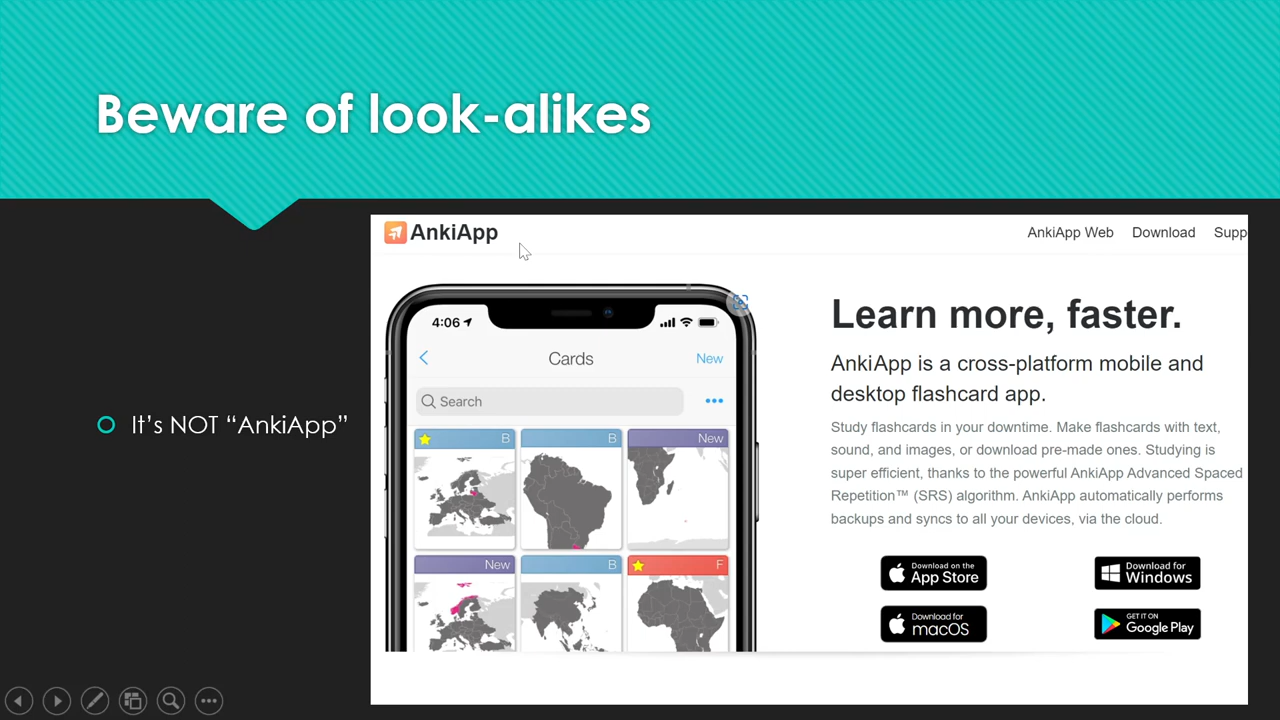 Beware of look-alikes
It's NOT “AnkiApp”
AnkiApp
AnkiApp Web Download Supp
4:06
Cards
New
Search
B
B
New
New
B
F
Learn more, faster.
AnkiApp is a cross-platform mobile and
desktop flashcard app.
Study flashcards in your downtime. Make flashcards with text,
sound, and images, or download pre-made ones. Studying is
super efficient, thanks to the powerful AnkiApp Advanced Spaced
Repetition™ (SRS) algorithm. AnkiApp automatically performs
backups and syncs to all your devices, via the cloud.
Download on the
App Store
Download for
Windows
Download for
macOS
GET IT ON
Google Play